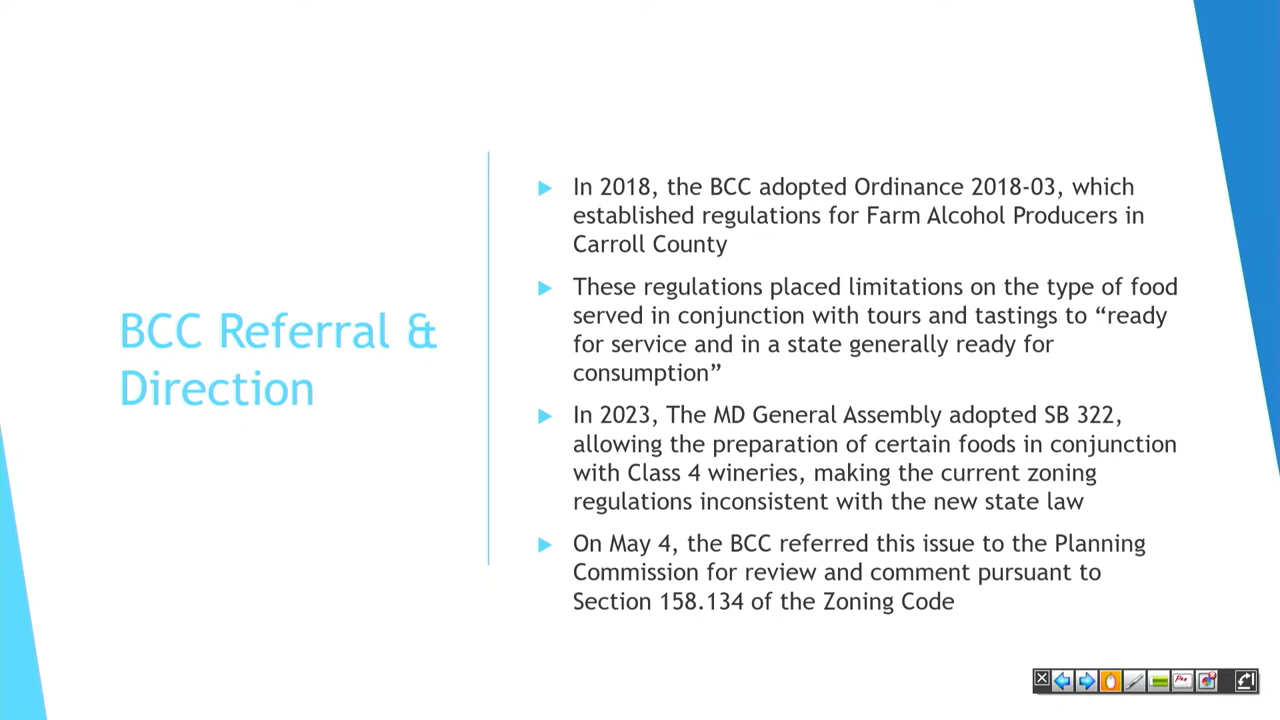 BCC Referral &
Direction
In 2018, the BCC adopted Ordinance 2018-03, which
established regulations for Farm Alcohol Producers in
Carroll County
These regulations placed limitations on the type of food
served in conjunction with tours and tastings to “ready
for service and in a state generally ready for
consumption”
In 2023, The MD General Assembly adopted SB 322,
allowing the preparation of certain foods in conjunction
with Class 4 wineries, making the current zoning
regulations inconsistent with the new state law
On May 4, the BCC referred this issue to the Planning
Commission for review and comment pursuant to
Section 158.134 of the Zoning Code